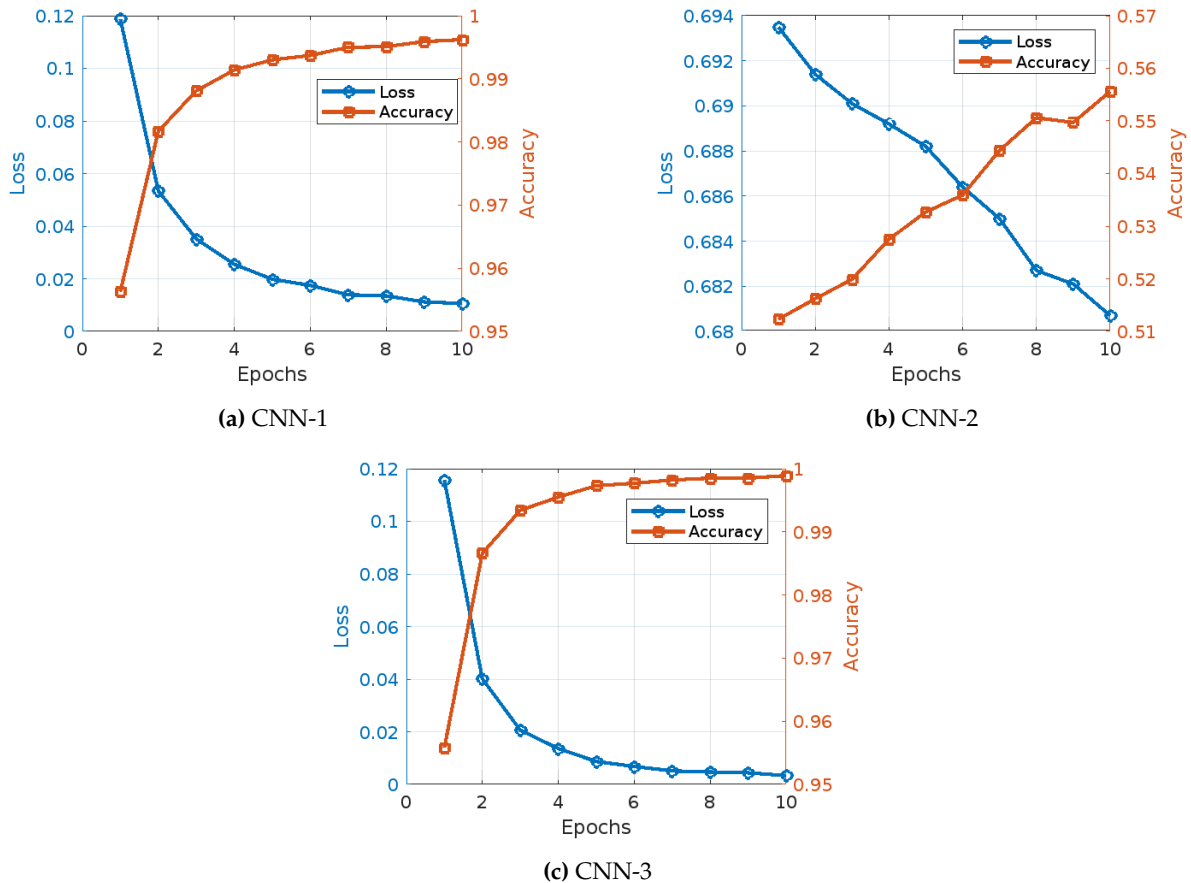 0.12
0.1
0.08
0.06
0.04
0.02
0
Loss
1
0.99
0.98
0.97
0.96
0.95
Accuracy
Loss
Accuracy
0 2 4 6 8 10
Epochs
(a) CNN-1
0.694
0.692
0.69
0.688
0.686
0.684
0.682
0.68
Loss
0.57
0.56
0.55
0.54
0.53
0.52
0.51
Accuracy
Loss
Accuracy
0 2 4 6 8 10
Epochs
(b) CNN-2
0.12
0.1
0.08
0.06
0.04
0.02
0
Loss
1
0.99
0.98
0.97
0.96
0.95
Accuracy
Loss
Accuracy
0 2 4 6 8 10
Epochs
(c) CNN-3